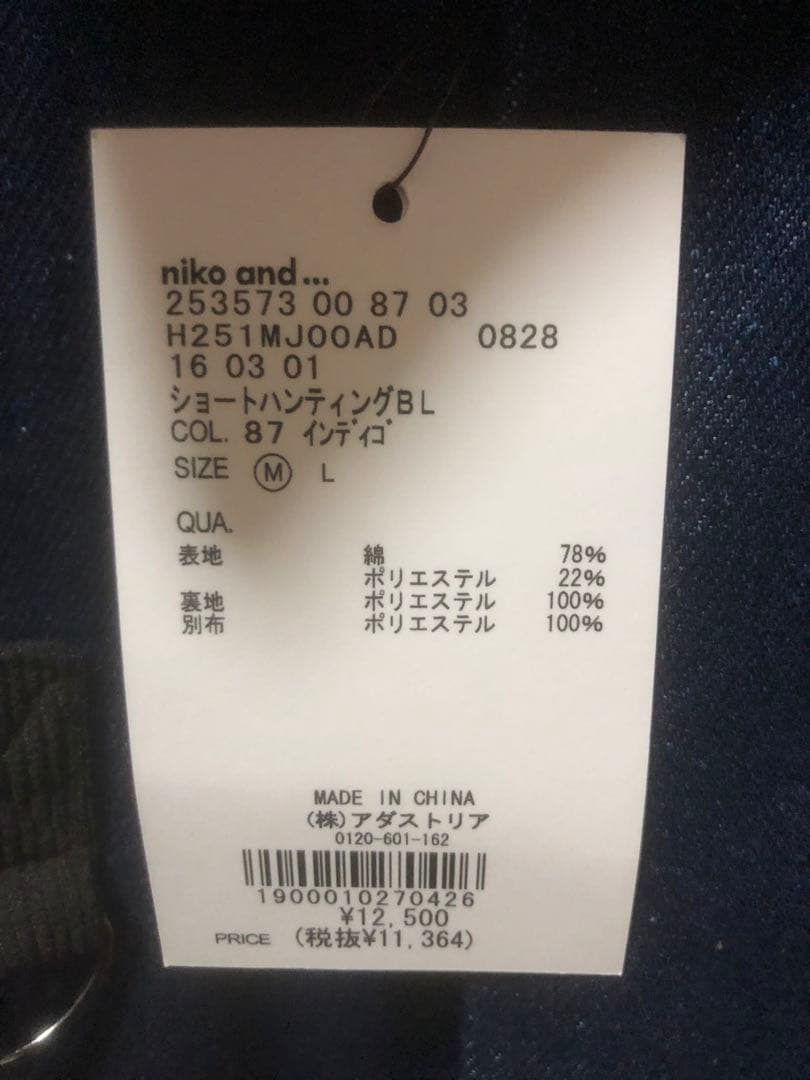 niko and ...
253573 00 87 03
H251MJ00AD 0828
16 03 01
ショートハンティングBL
COL. 87 インディゴ
SIZE M L
QUA.
表地 綿 78%
ポリエステル 22%
裏地 ポリエステル 100%
別布 ポリエステル 100%
MADE IN CHINA
(株)アダストリア
0120-601-162
1900010270426
¥12,500
PRICE (税抜¥11,364)